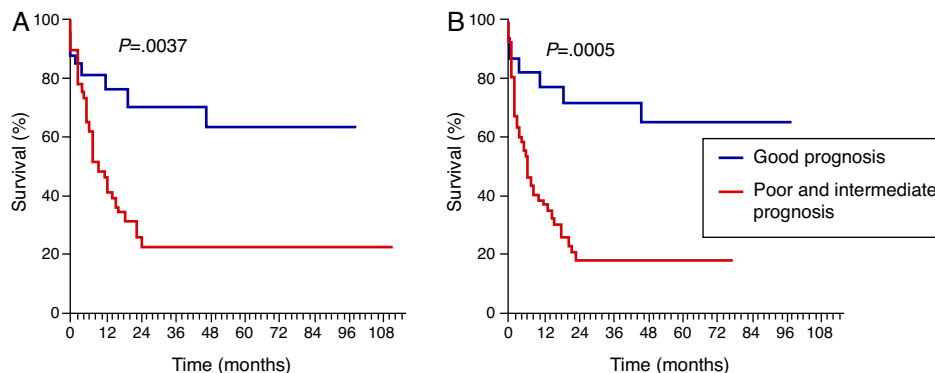 A
P=.0037
100
80
60
40
20
0
Survival (%)
0 12 24 36 48 60 72 84 96 108
Time (months)
B
P=.0005
100
80
60
40
20
0
Survival (%)
0 12 24 36 48 60 72 84 96 108
Time (months)
Good prognosis
Poor and intermediate
prognosis